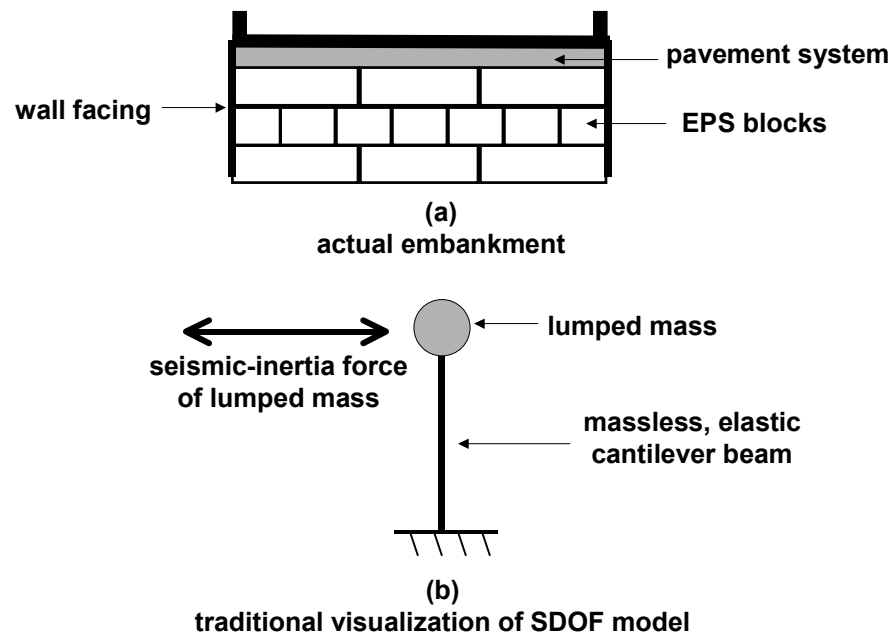 pavement system
wall facing
EPS blocks
(a)
actual embankment
lumped mass
seismic-inertia force
of lumped mass
massless, elastic
cantilever beam
(b)
traditional visualization of SDOF model